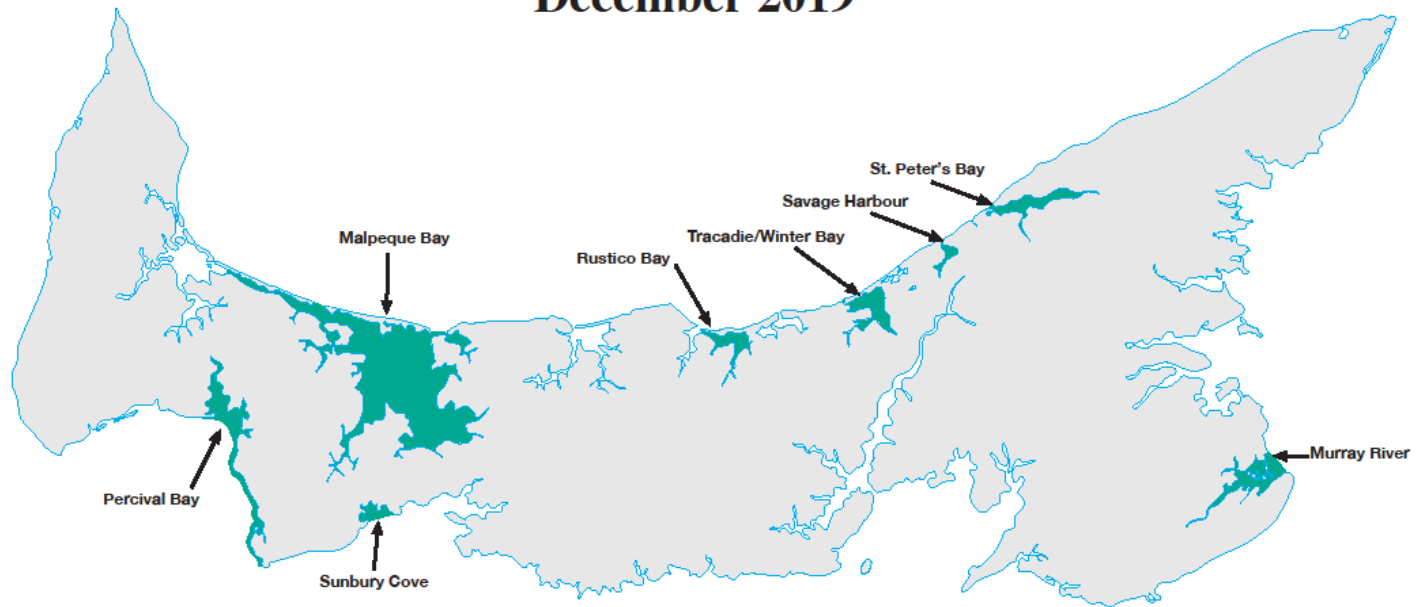 December 2019
St. Peter's Bay
Savage Harbour
Tracadie/Winter Bay
Malpeque Bay
Rustico Bay
Murray River
Percival Bay
Sunbury Cove